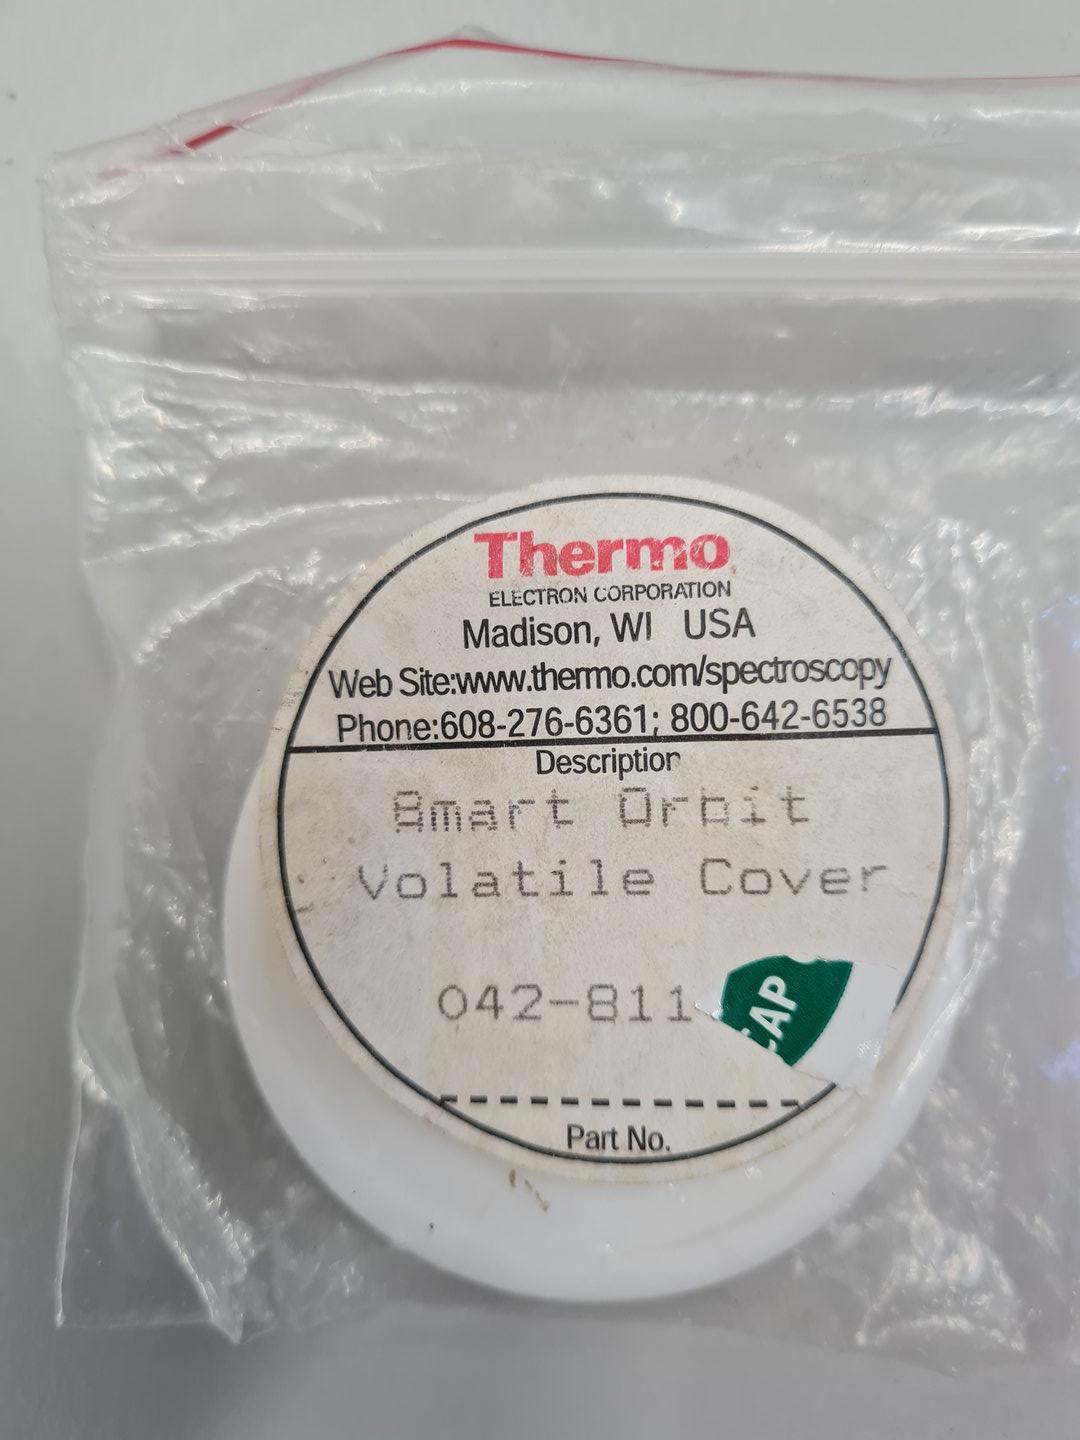 Thermo
ELECTRON CORPORATION
Madison, WI USA
Web Site:www.thermo.com/spectroscopy
Phone:608-276-6361; 800-642-6538
Description
Smart Orbit
Volatile Cover
042-811
Part No.